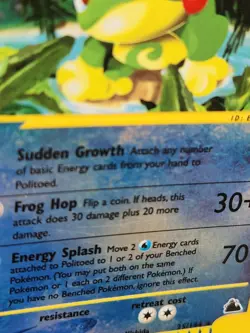 Sudden Growth Attach any number
of basic Energy cards from your hand to
Politoed.
Frog Hop Flip a coin. If heads, this
attack does 30 damage plus 20 more
damage.
30+
Energy Splash Move 2 Energy cards
attached to Politoed to 1 or 2 of your Benched
Pokémon. (You may put both on the same
Pokémon or 1 each on 2 different Pokémon.) If
you have no Benched Pokémon, ignore this effect.
70
resistance
retreat cost